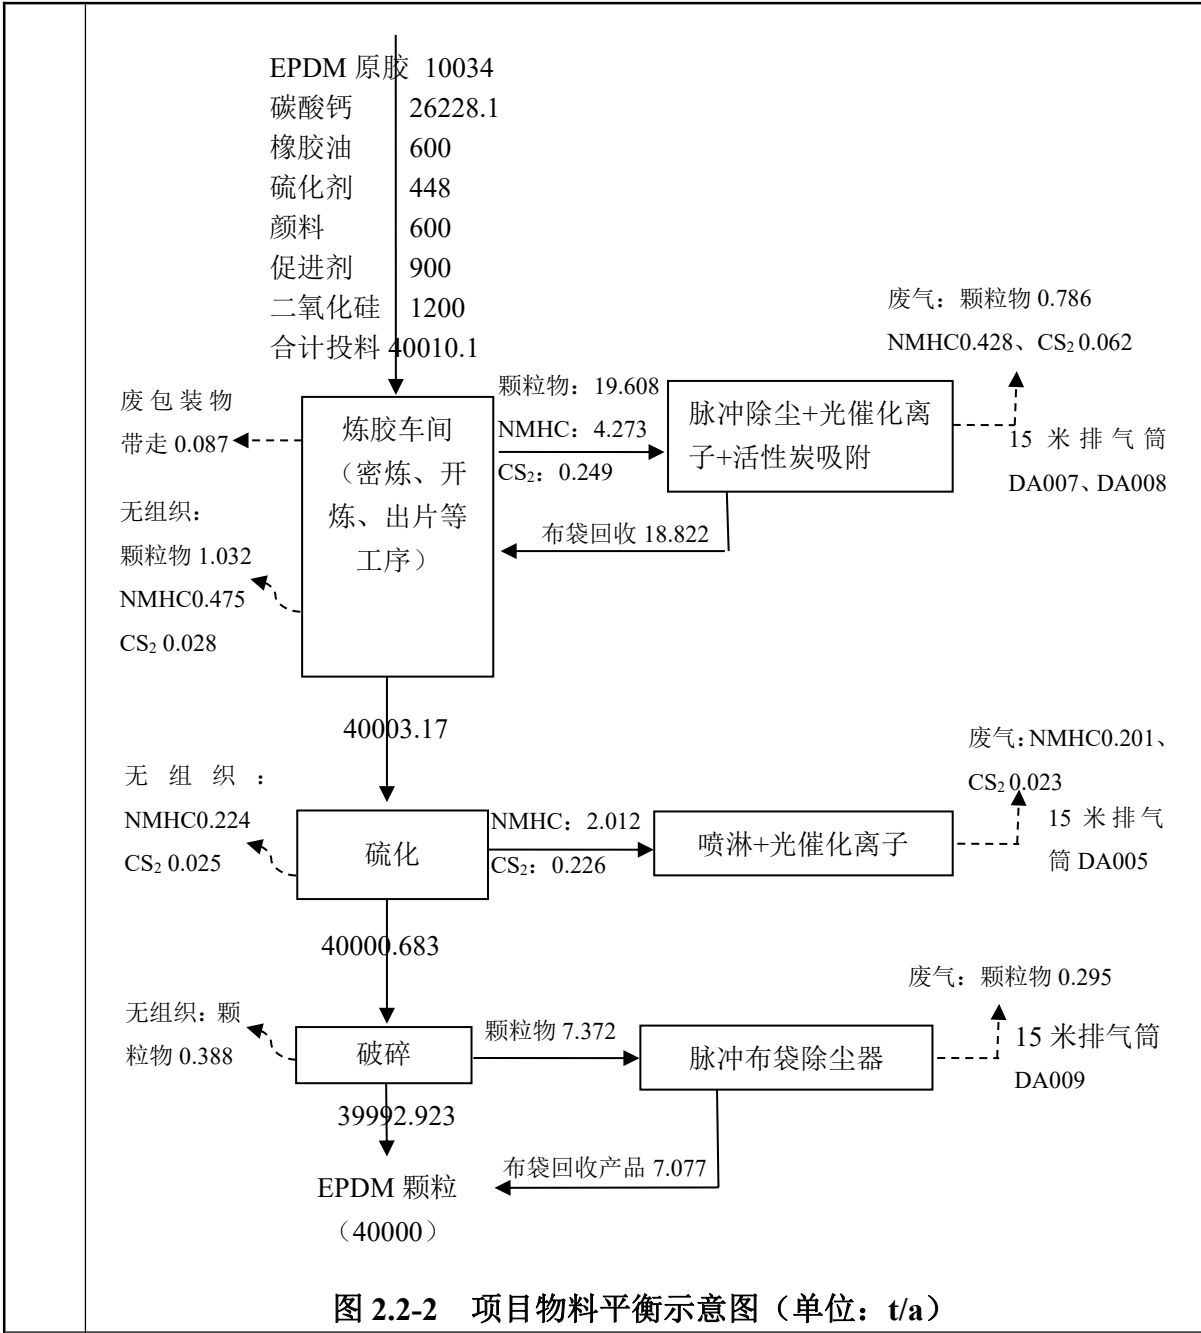 EPDM 原胶 10034
碳酸钙 26228.1
橡胶油 600
硫化剂 448
颜料 600
促进剂 900
二氧化硅 1200
合计投料 40010.1
废气：颗粒物 0.786
NMHC0.428、CS₂ 0.062
15 米排气筒
DA007、DA008
废包装物
带走 0.087
炼胶车间
（密炼、开
炼、出片等
工序）
颗粒物：19.608
NMHC：4.273
CS₂：0.249
脉冲除尘+光催化离
子+活性炭吸附
布袋回收 18.822
无组织：
颗粒物 1.032
NMHC0.475
CS₂ 0.028
40003.17
废气：NMHC0.201、
CS₂ 0.023
15 米排气
筒 DA005
无组织：
NMHC0.224
CS₂ 0.025
硫化
NMHC：2.012
CS₂：0.226
喷淋+光催化离子
40000.683
废气：颗粒物 0.295
15 米排气筒
DA009
无组织：颗
粒物 0.388
破碎
颗粒物 7.372
脉冲布袋除尘器
39992.923
布袋回收产品 7.077
EPDM 颗粒
（40000）
图 2.2-2 项目物料平衡示意图（单位：t/a）